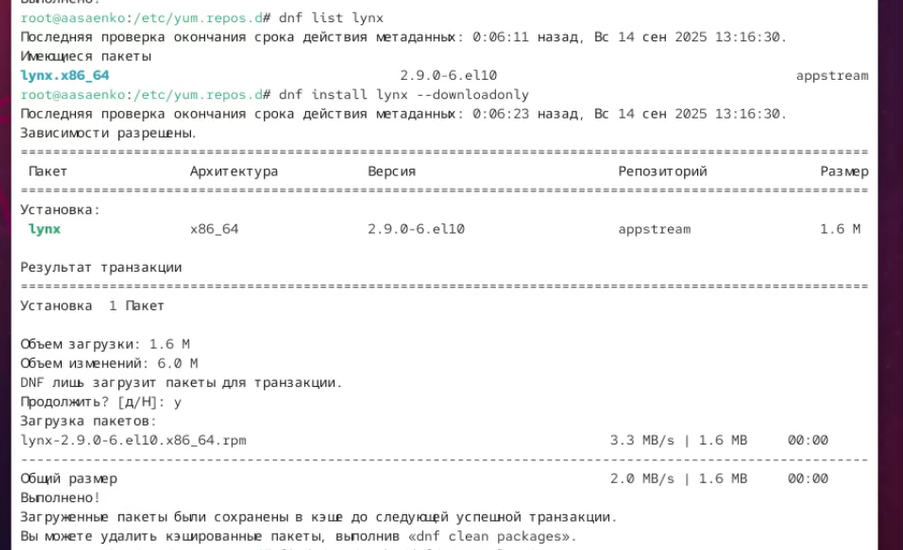 Выполнено!
root@aasaenko:/etc/yum.repos.d# dnf list lynx
Последняя проверка окончания срока действия метаданных: 0:06:11 назад, Вс 14 сен 2025 13:16:30.
Имеющиеся пакеты
lynx.x86_64 2.9.0-6.el10 appstream
root@aasaenko:/etc/yum.repos.d# dnf install lynx --downloadonly
Последняя проверка окончания срока действия метаданных: 0:06:23 назад, Вс 14 сен 2025 13:16:30.
Зависимости разрешены.
================================================================================
Пакет Архитектура Версия Репозиторий Размер
================================================================================
Установка:
lynx x86_64 2.9.0-6.el10 appstream 1.6 M
Результат транзакции
================================================================================
Установка 1 Пакет
Объем загрузки: 1.6 M
Объем изменений: 6.0 M
DNF лишь загрузит пакеты для транзакции.
Продолжить? [д/Н]: y
Загрузка пакетов:
lynx-2.9.0-6.el10.x86_64.rpm 3.3 MB/s | 1.6 MB 00:00
--------------------------------------------------------------------------------
Общий размер 2.0 MB/s | 1.6 MB 00:00
Выполнено!
Загруженные пакеты были сохранены в кэше до следующей успешной транзакции.
Вы можете удалить кэшированные пакеты, выполнив «dnf clean packages».